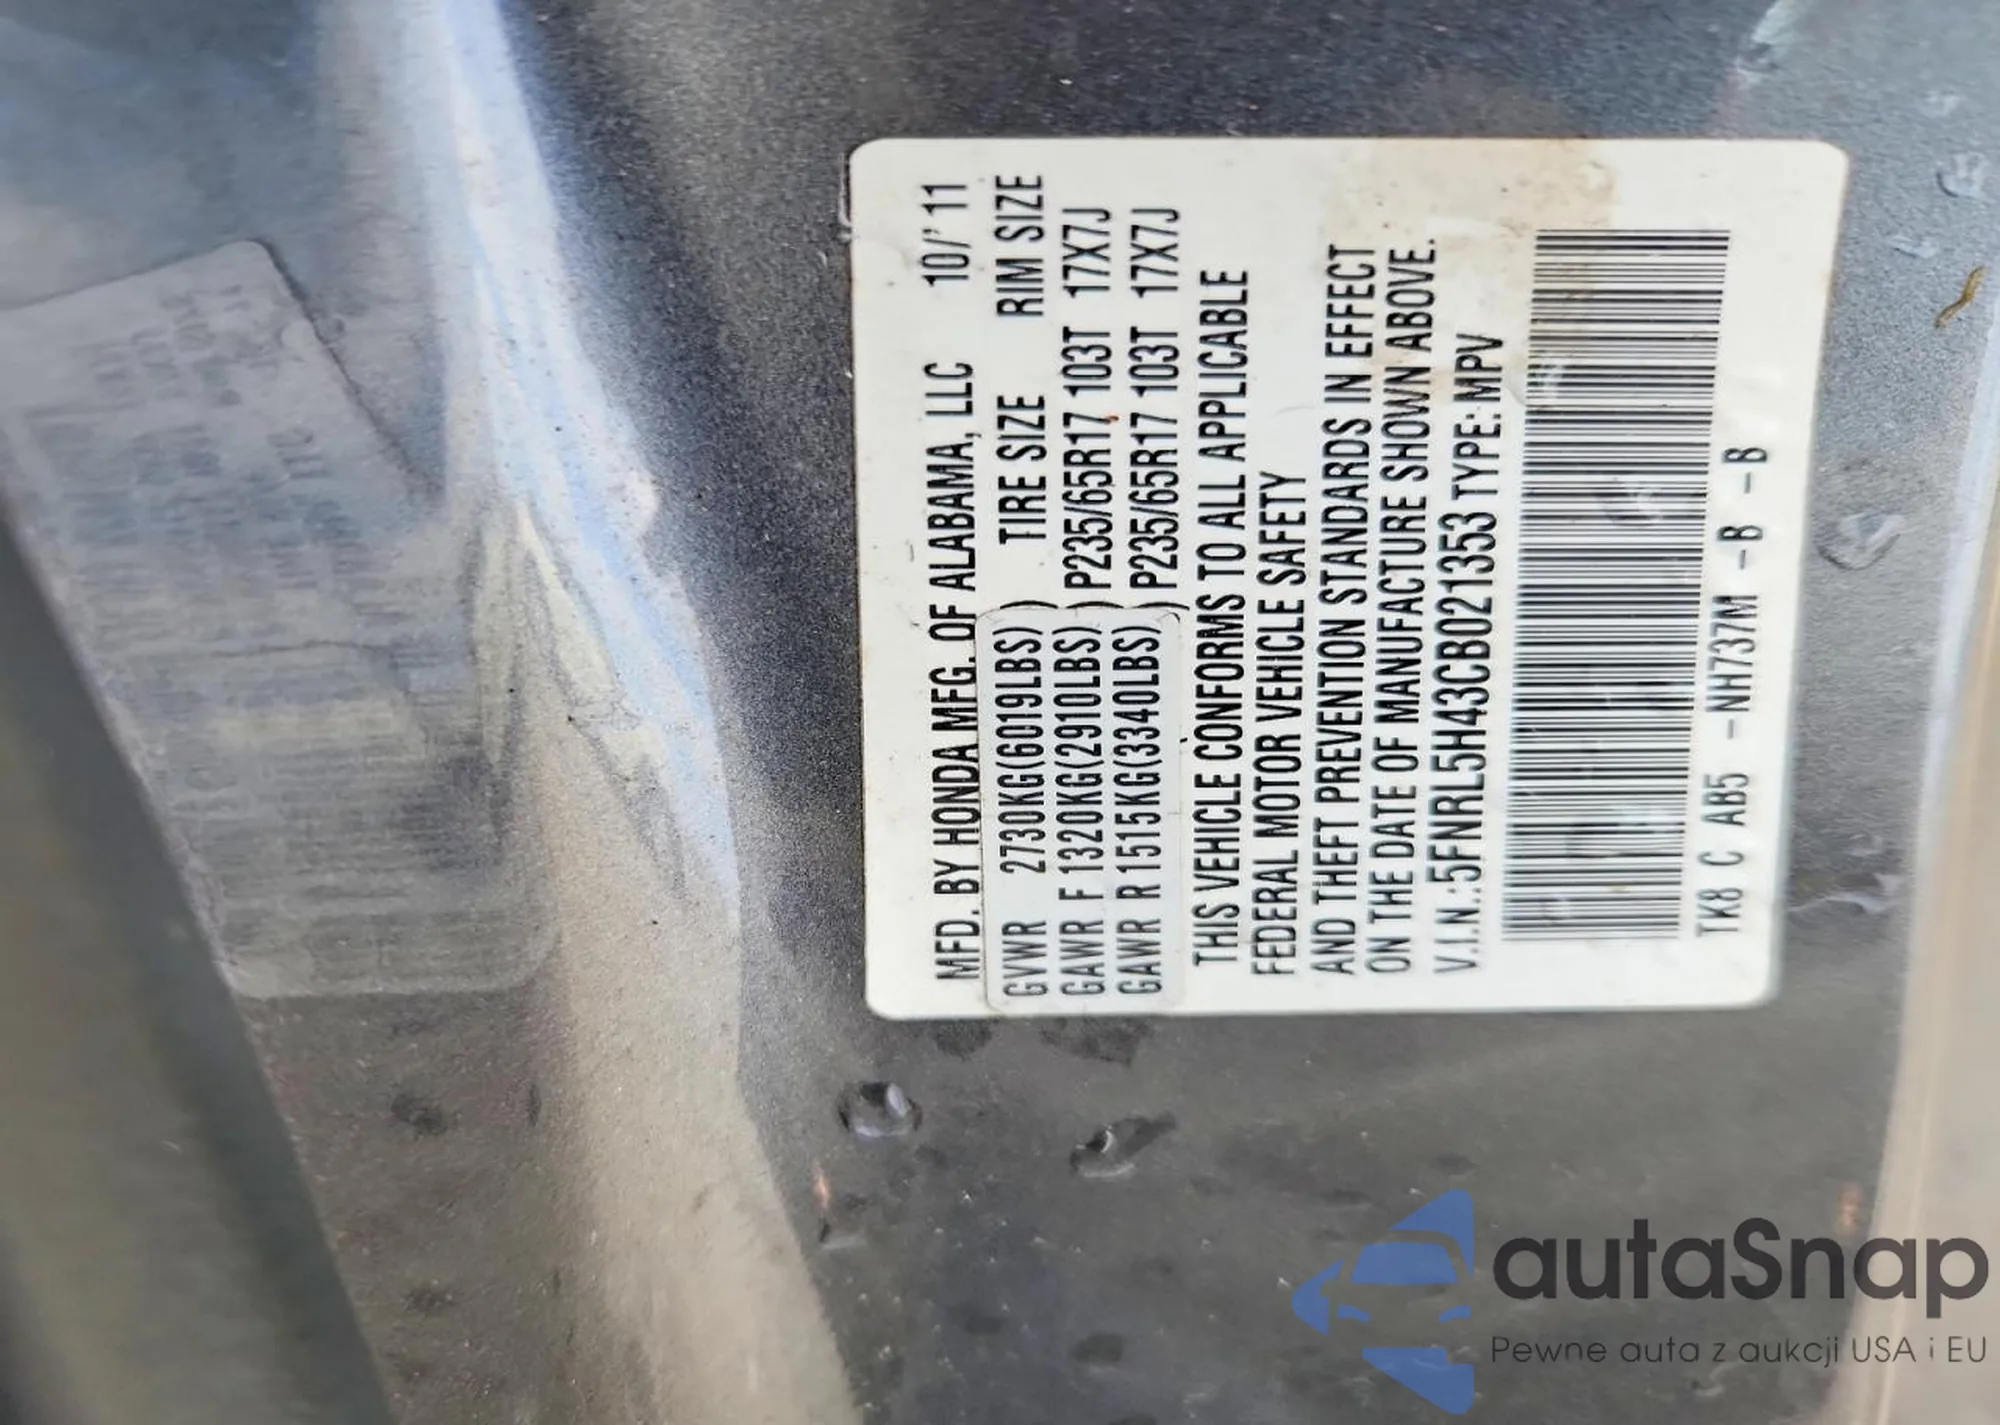 MFD. BY HONDA MFG. OF ALABAMA, LLC 10/'11
TIRE SIZE RIM SIZE
GVWR 2730KG(6019LBS)
GAWR F 1320KG(2910LBS) P235/65R17 103T 17X7J
GAWR R 1515KG(3340LBS) P235/65R17 103T 17X7J
THIS VEHICLE CONFORMS TO ALL APPLICABLE
FEDERAL MOTOR VEHICLE SAFETY
AND THEFT PREVENTION STANDARDS IN EFFECT
ON THE DATE OF MANUFACTURE SHOWN ABOVE.
V.I.N.:5FNRL5H43CB021353 TYPE: MPV
TK8 C AB5 -NH737M -B -B
autaSnap
Pewne auta z aukcji USA i EU